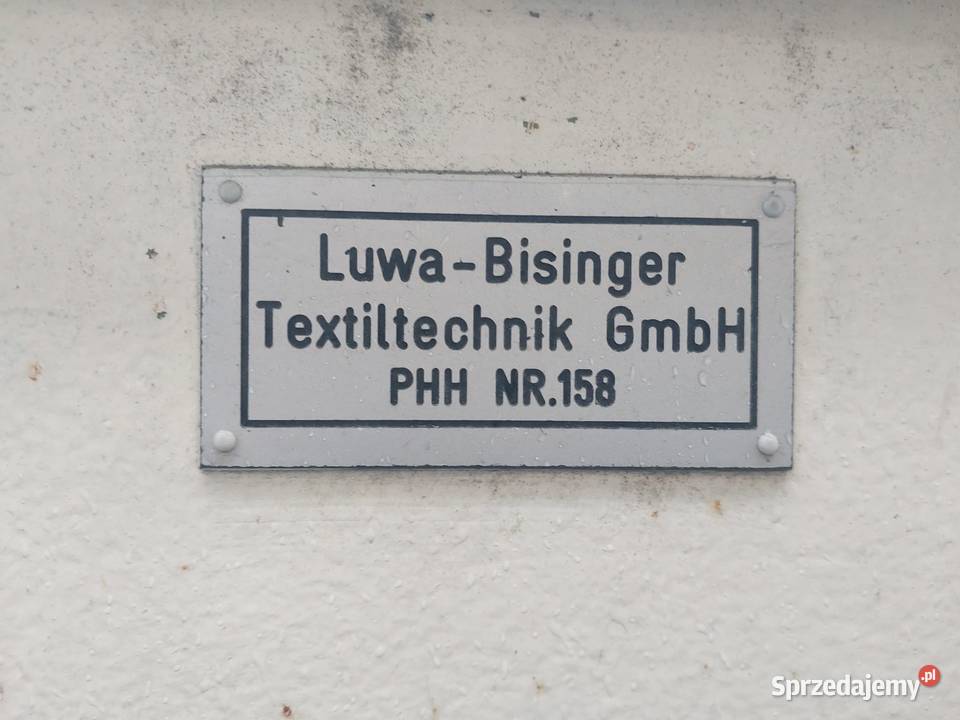 Luwa-Bisinger
Textiltechnik GmbH
PHH NR.158
Sprzedajemy.pl